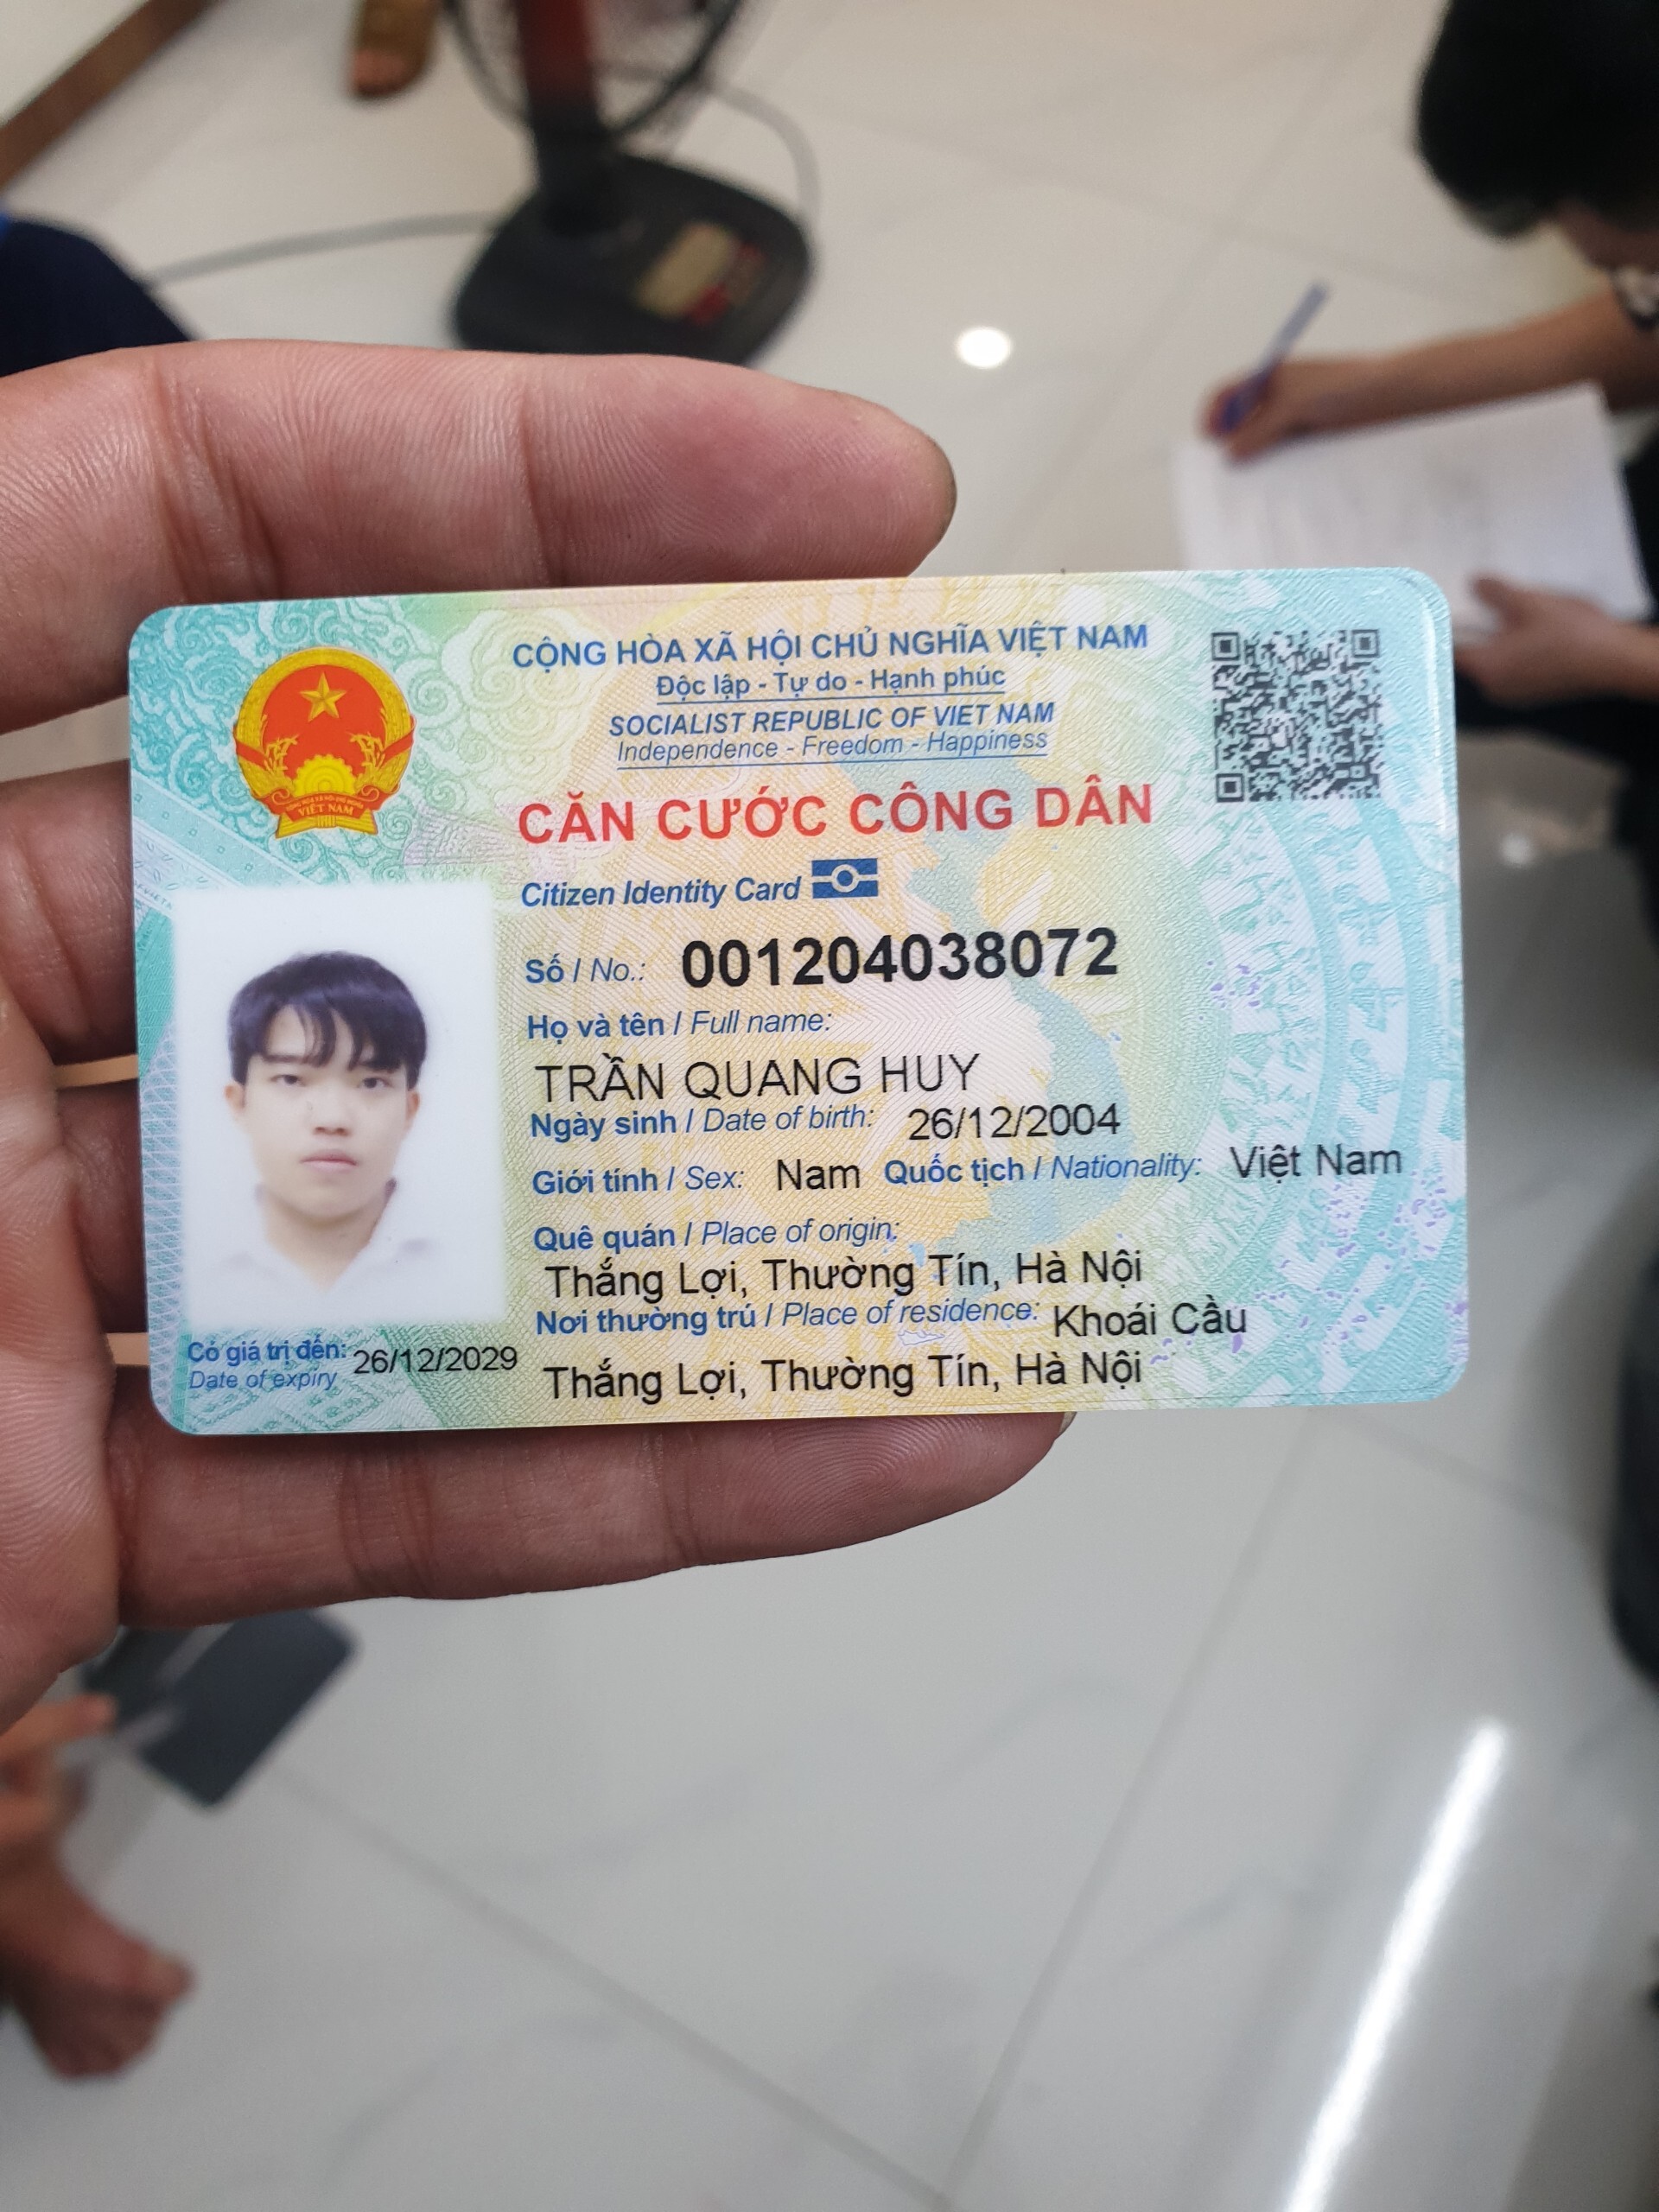 CỘNG HÒA XÃ HỘI CHỦ NGHĨA VIỆT NAM
Độc lập - Tự do - Hạnh phúc
SOCIALIST REPUBLIC OF VIET NAM
Independence - Freedom - Happiness
VIỆT NAM
CĂN CƯỚC CÔNG DÂN
Citizen Identity Card
Số / No.: 001204038072
Họ và tên / Full name:
TRẦN QUANG HUY
Ngày sinh / Date of birth: 26/12/2004
Giới tính / Sex: Nam Quốc tịch / Nationality: Việt Nam
Quê quán / Place of origin:
Thắng Lợi, Thường Tín, Hà Nội
Nơi thường trú / Place of residence: Khoái Cầu
Thắng Lợi, Thường Tín, Hà Nội
Có giá trị đến: 26/12/2029
Date of expiry